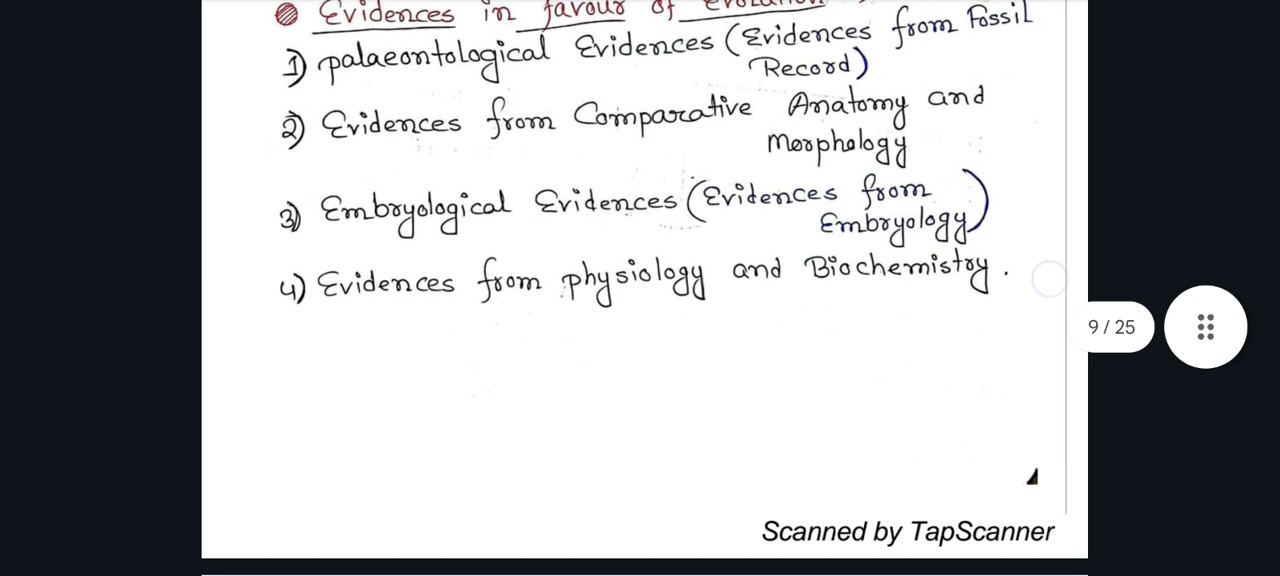 Evidences in favour of evolution
1) palaeontological Evidences (Evidences from Fossil
Record)
2) Evidences from Comparative Anatomy and
Morphology
3) Embryological Evidences (Evidences from
Embryology)
4) Evidences from physiology and Biochemistry.
9 / 25
Scanned by TapScanner